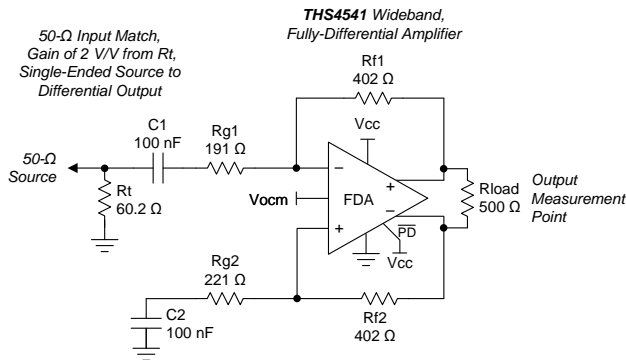 THS4541 Wideband,
Fully-Differential Amplifier
50-Ω Input Match,
Gain of 2 V/V from Rt,
Single-Ended Source to
Differential Output
Rf1
402 Ω
C1
100 nF
Rg1
191 Ω
Vcc
50-Ω
Source
Rt
60.2 Ω
Vocm
−
+
FDA
+
−
PD
Vcc
Rload
500 Ω
Output
Measurement
Point
Rg2
221 Ω
Rf2
402 Ω
C2
100 nF